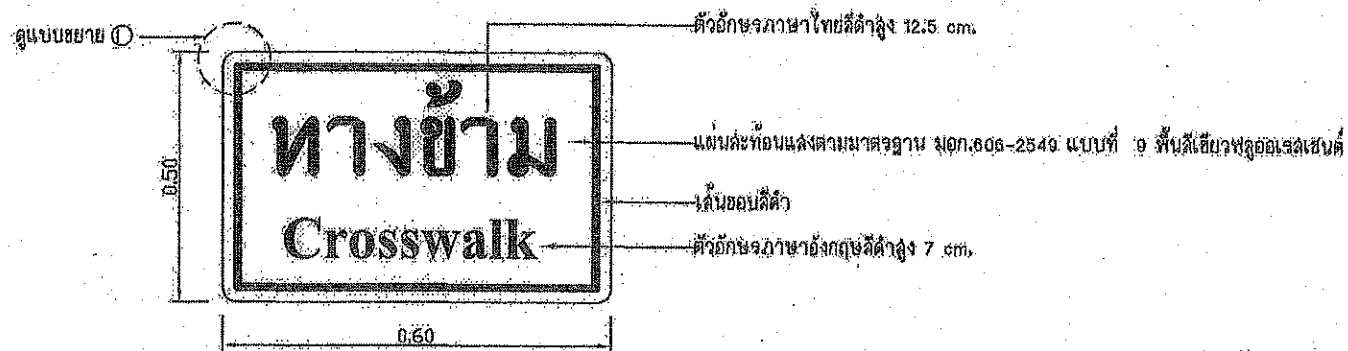 ดูแบบขยาย ①
ตัวอักษรภาษาไทยสีดำสูง 12.5 cm.
ทางข้าม
แผ่นสะท้อนแสงตามมาตรฐาน มอก.606-2549 แบบที่ 9 พื้นสีเขียวฟลูออเรสเซนต์
0.50
เส้นขอบสีดำ
Crosswalk
ตัวอักษรภาษาอังกฤษสีดำสูง 7 cm.
0.60